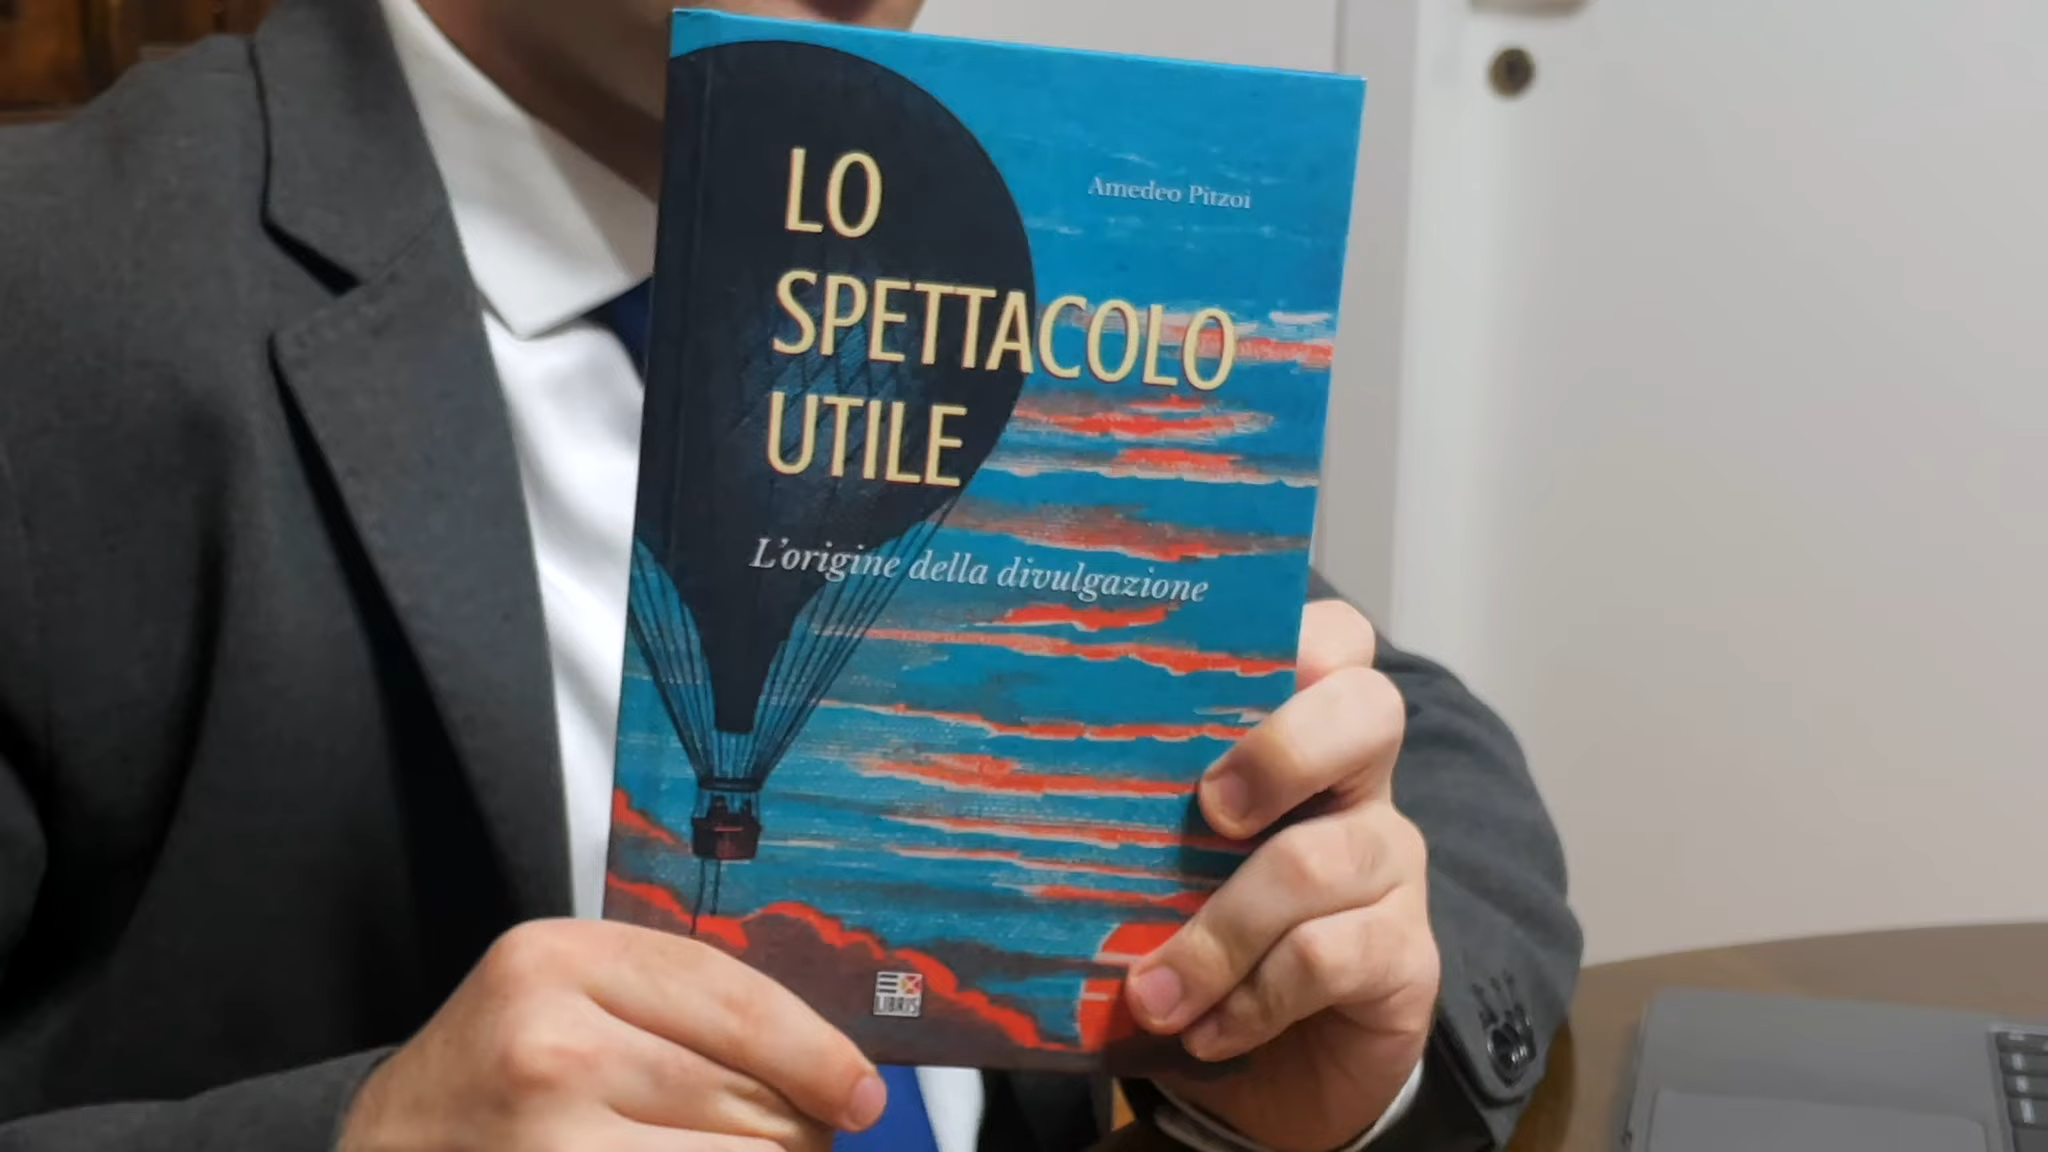 Amedeo Pitzoi
LO
SPETTACOLO
UTILE
L'origine della divulgazione
LIBRIS